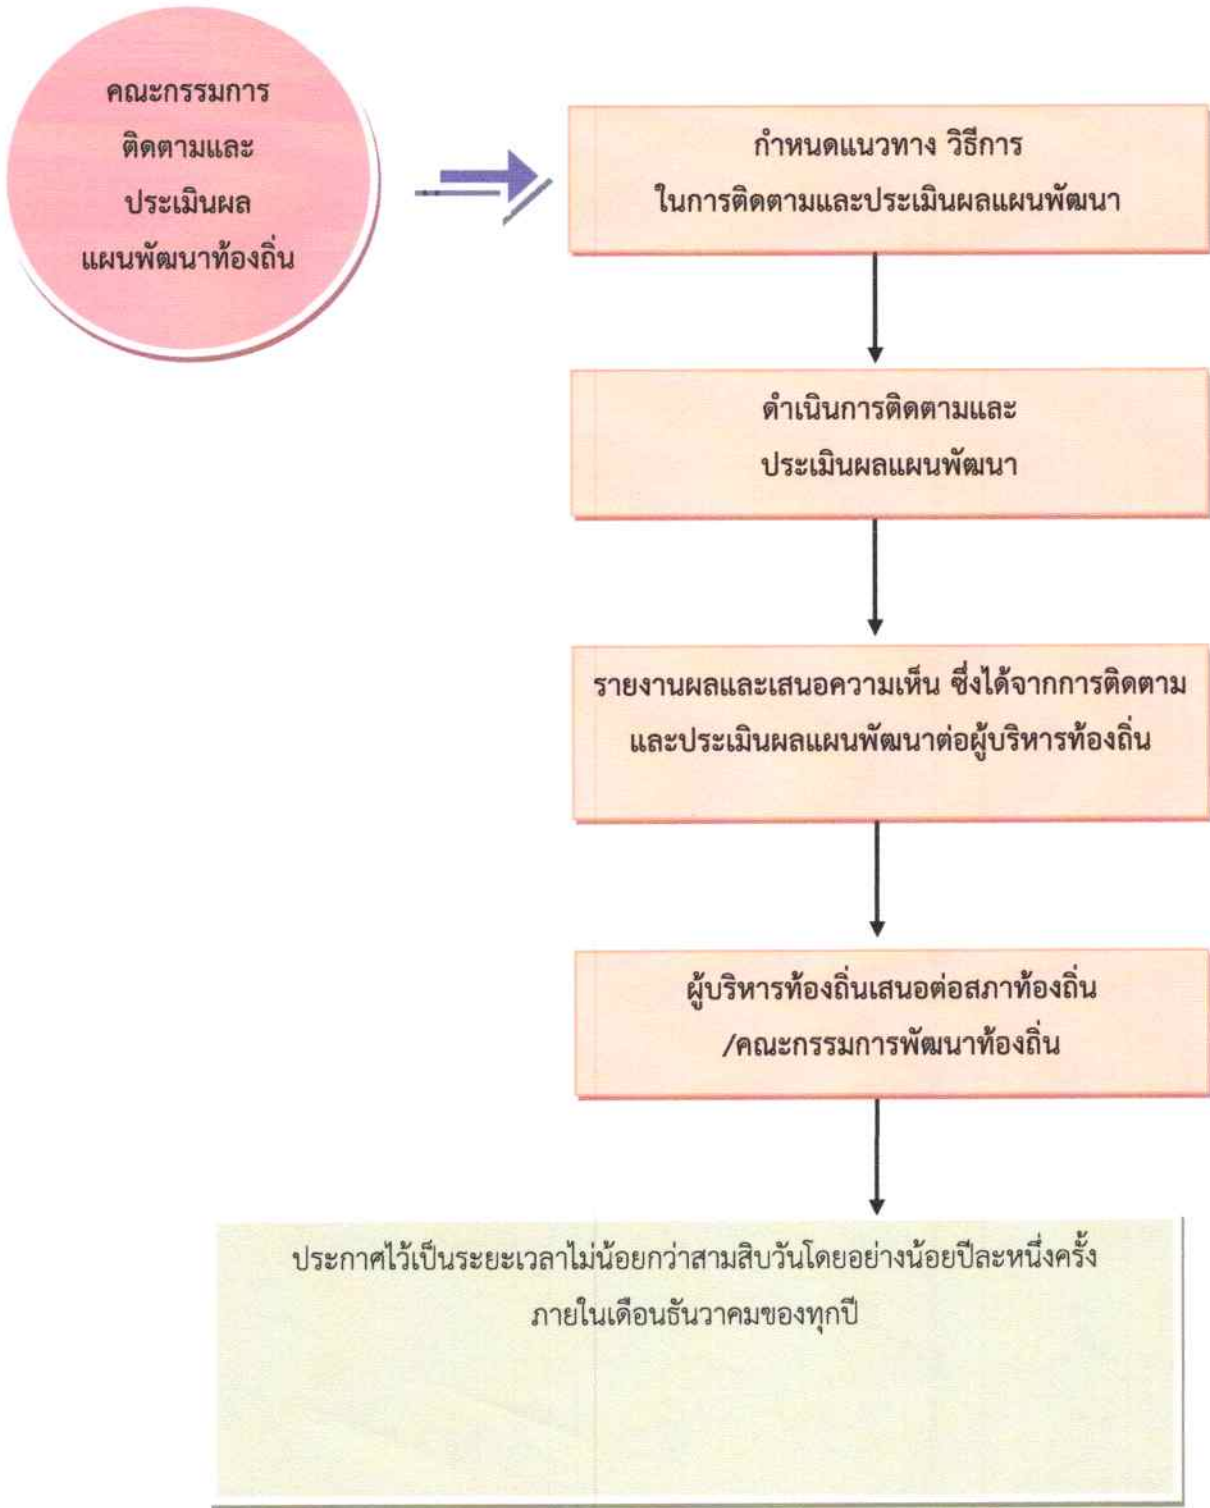 คณะกรรมการ
ติดตามและ
ประเมินผล
แผนพัฒนาท้องถิ่น
กำหนดแนวทาง วิธีการ
ในการติดตามและประเมินผลแผนพัฒนา
ดำเนินการติดตามและ
ประเมินผลแผนพัฒนา
รายงานผลและเสนอความเห็น ซึ่งได้จากการติดตาม
และประเมินผลแผนพัฒนาต่อผู้บริหารท้องถิ่น
ผู้บริหารท้องถิ่นเสนอต่อสภาท้องถิ่น
/คณะกรรมการพัฒนาท้องถิ่น
ประกาศไว้เป็นระยะเวลาไม่น้อยกว่าสามสิบวันโดยอย่างน้อยปีละหนึ่งครั้ง
ภายในเดือนธันวาคมของทุกปี